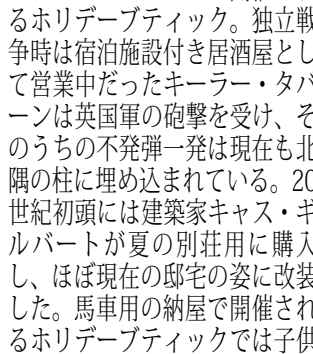 るホリデーブティック。独立戦
争時は宿泊施設付き居酒屋とし
て営業中だったキーラー・タバ
ーンは英国軍の砲撃を受け、そ
のうちの不発弾一発は現在も北
隅の柱に埋め込まれている。20
世紀初頭には建築家キャス・ギ
ルバートが夏の別荘用に購入
し、ほぼ現在の邸宅の姿に改装
した。馬車用の納屋で開催され
るホリデーブティックでは子供